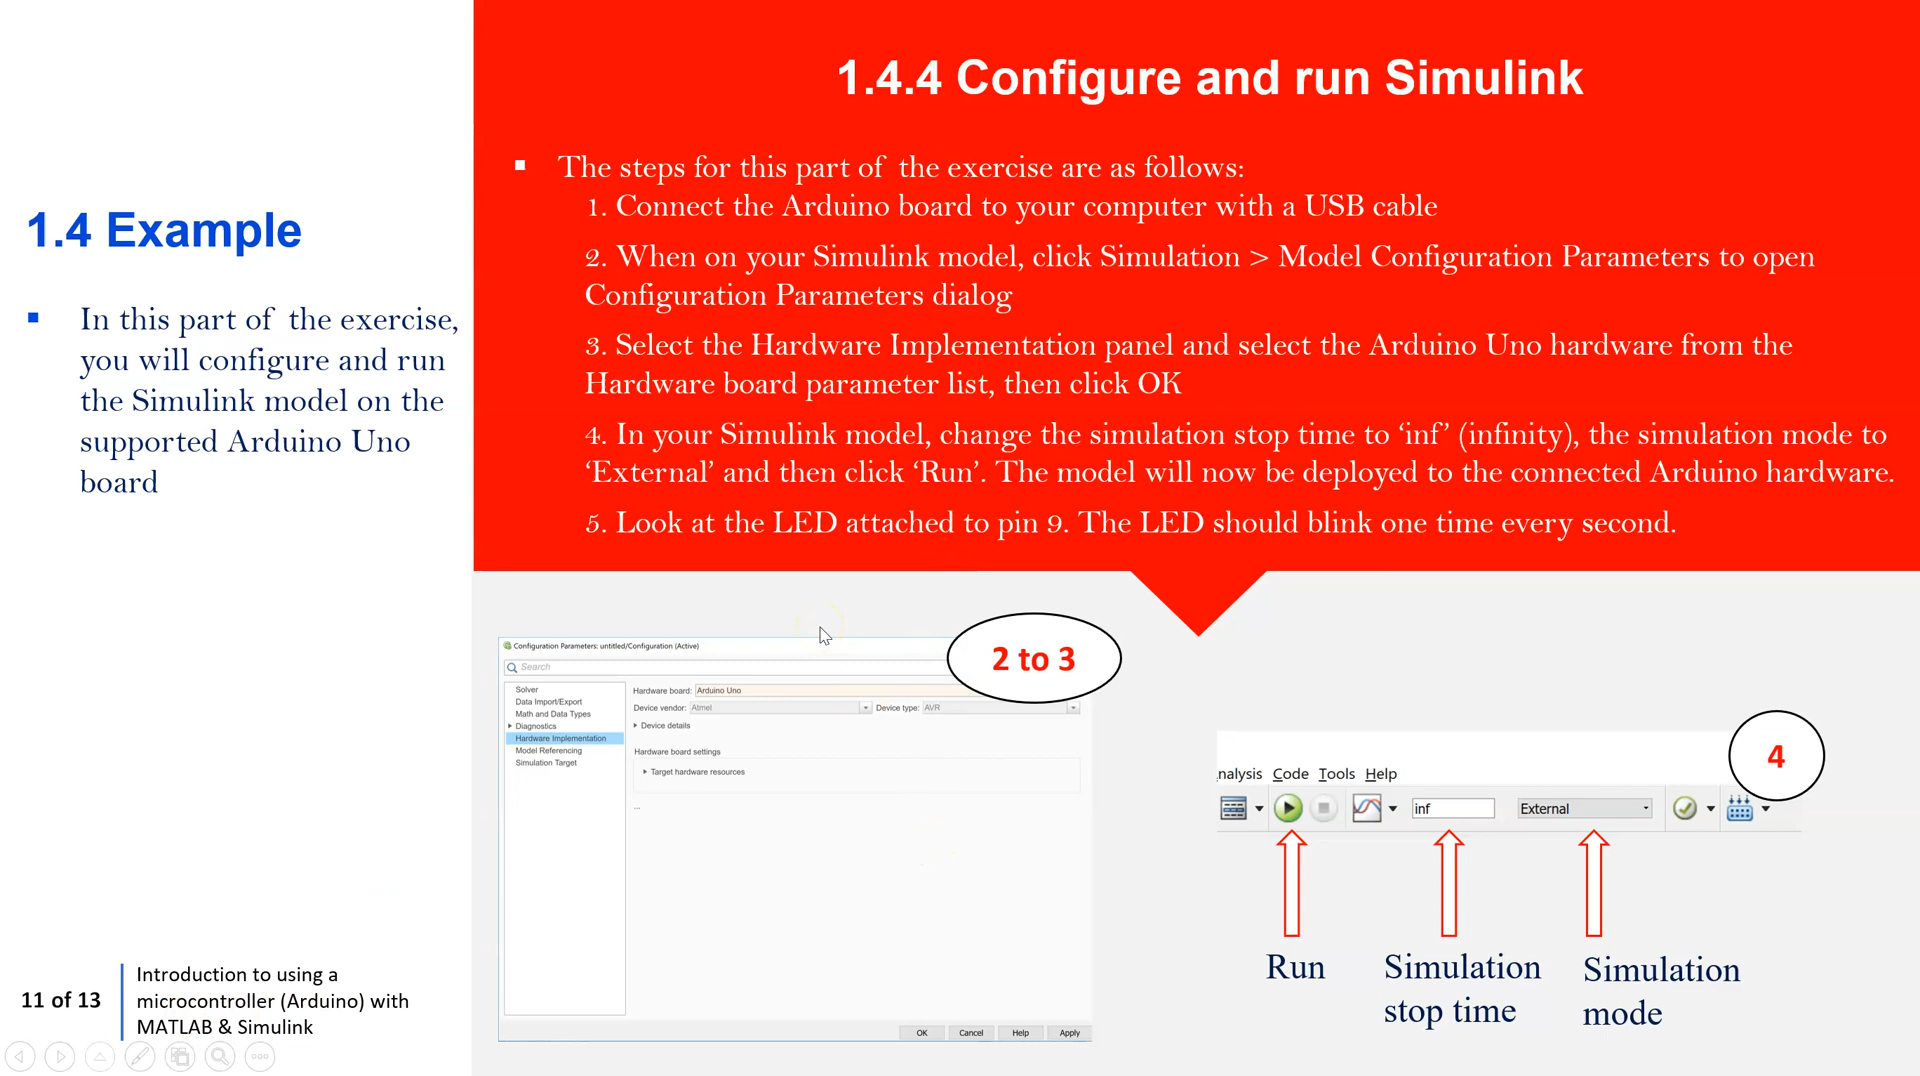 1.4.4 Configure and run Simulink
▪ The steps for this part of the exercise are as follows:
1. Connect the Arduino board to your computer with a USB cable
2. When on your Simulink model, click Simulation > Model Configuration Parameters to open
Configuration Parameters dialog
3. Select the Hardware Implementation panel and select the Arduino Uno hardware from the
Hardware board parameter list, then click OK
4. In your Simulink model, change the simulation stop time to ‘inf’ (infinity), the simulation mode to
‘External’ and then click ‘Run’. The model will now be deployed to the connected Arduino hardware.
5. Look at the LED attached to pin 9. The LED should blink one time every second.
1.4 Example
▪ In this part of the exercise,
you will configure and run
the Simulink model on the
supported Arduino Uno
board
Configuration Parameters: untitled/Configuration (Active)
Search
Solver
Data Import/Export
Math and Data Types
Diagnostics
Hardware Implementation
Model Referencing
Simulation Target
Hardware board: Arduino Uno
Device vendor: Atmel Device type: AVR
Device details
Hardware board settings
Target hardware resources
...
OK Cancel Help Apply
2 to 3
4
nalysis Code Tools Help
inf External
Run
Simulation
stop time
Simulation
mode
11 of 13
Introduction to using a
microcontroller (Arduino) with
MATLAB & Simulink